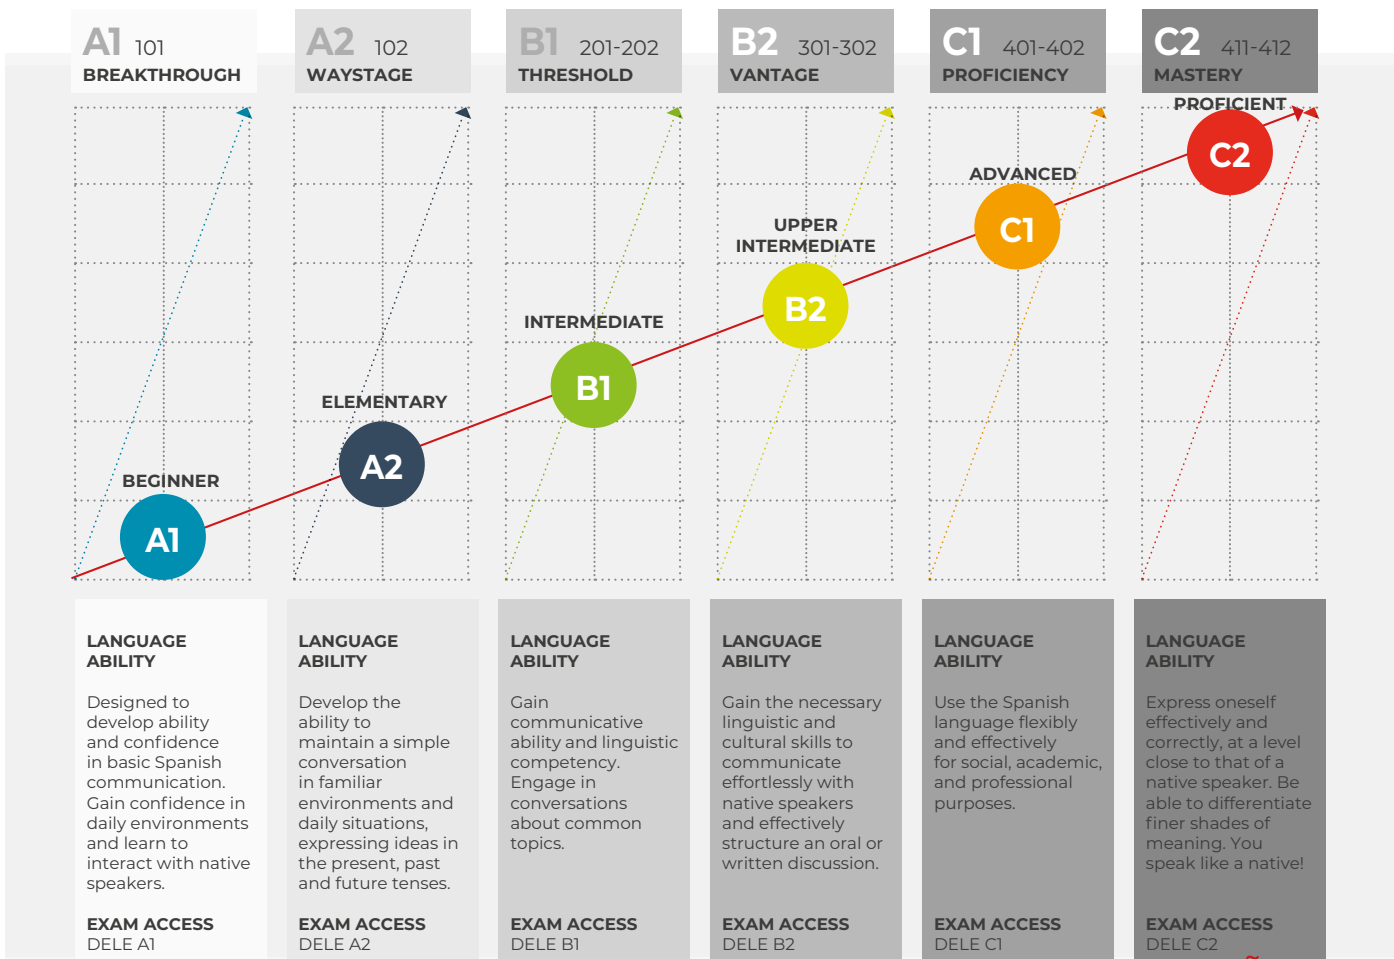 A1 101
BREAKTHROUGH
A2 102
WAYSTAGE
B1 201-202
THRESHOLD
B2 301-302
VANTAGE
C1 401-402
PROFICIENCY
C2 411-412
MASTERY
PROFICIENT
C2
ADVANCED
C1
UPPER
INTERMEDIATE
B2
INTERMEDIATE
B1
ELEMENTARY
A2
BEGINNER
A1
LANGUAGE
ABILITY
Designed to
develop ability
and confidence
in basic Spanish
communication.
Gain confidence in
daily environments
and learn to
interact with native
speakers.
EXAM ACCESS
DELE A1
LANGUAGE
ABILITY
Develop the
ability to
maintain a simple
conversation
in familiar
environments and
daily situations,
expressing ideas in
the present, past
and future tenses.
EXAM ACCESS
DELE A2
LANGUAGE
ABILITY
Gain
communicative
ability and linguistic
competency.
Engage in
conversations
about common
topics.
EXAM ACCESS
DELE B1
LANGUAGE
ABILITY
Gain the necessary
linguistic and
cultural skills to
communicate
effortlessly with
native speakers
and effectively
structure an oral or
written discussion.
EXAM ACCESS
DELE B2
LANGUAGE
ABILITY
Use the Spanish
language flexibly
and effectively
for social, academic,
and professional
purposes.
EXAM ACCESS
DELE C1
LANGUAGE
ABILITY
Express oneself
effectively and
correctly, at a level
close to that of a
native speaker. Be
able to differentiate
finer shades of
meaning. You
speak like a native!
EXAM ACCESS
DELE C2